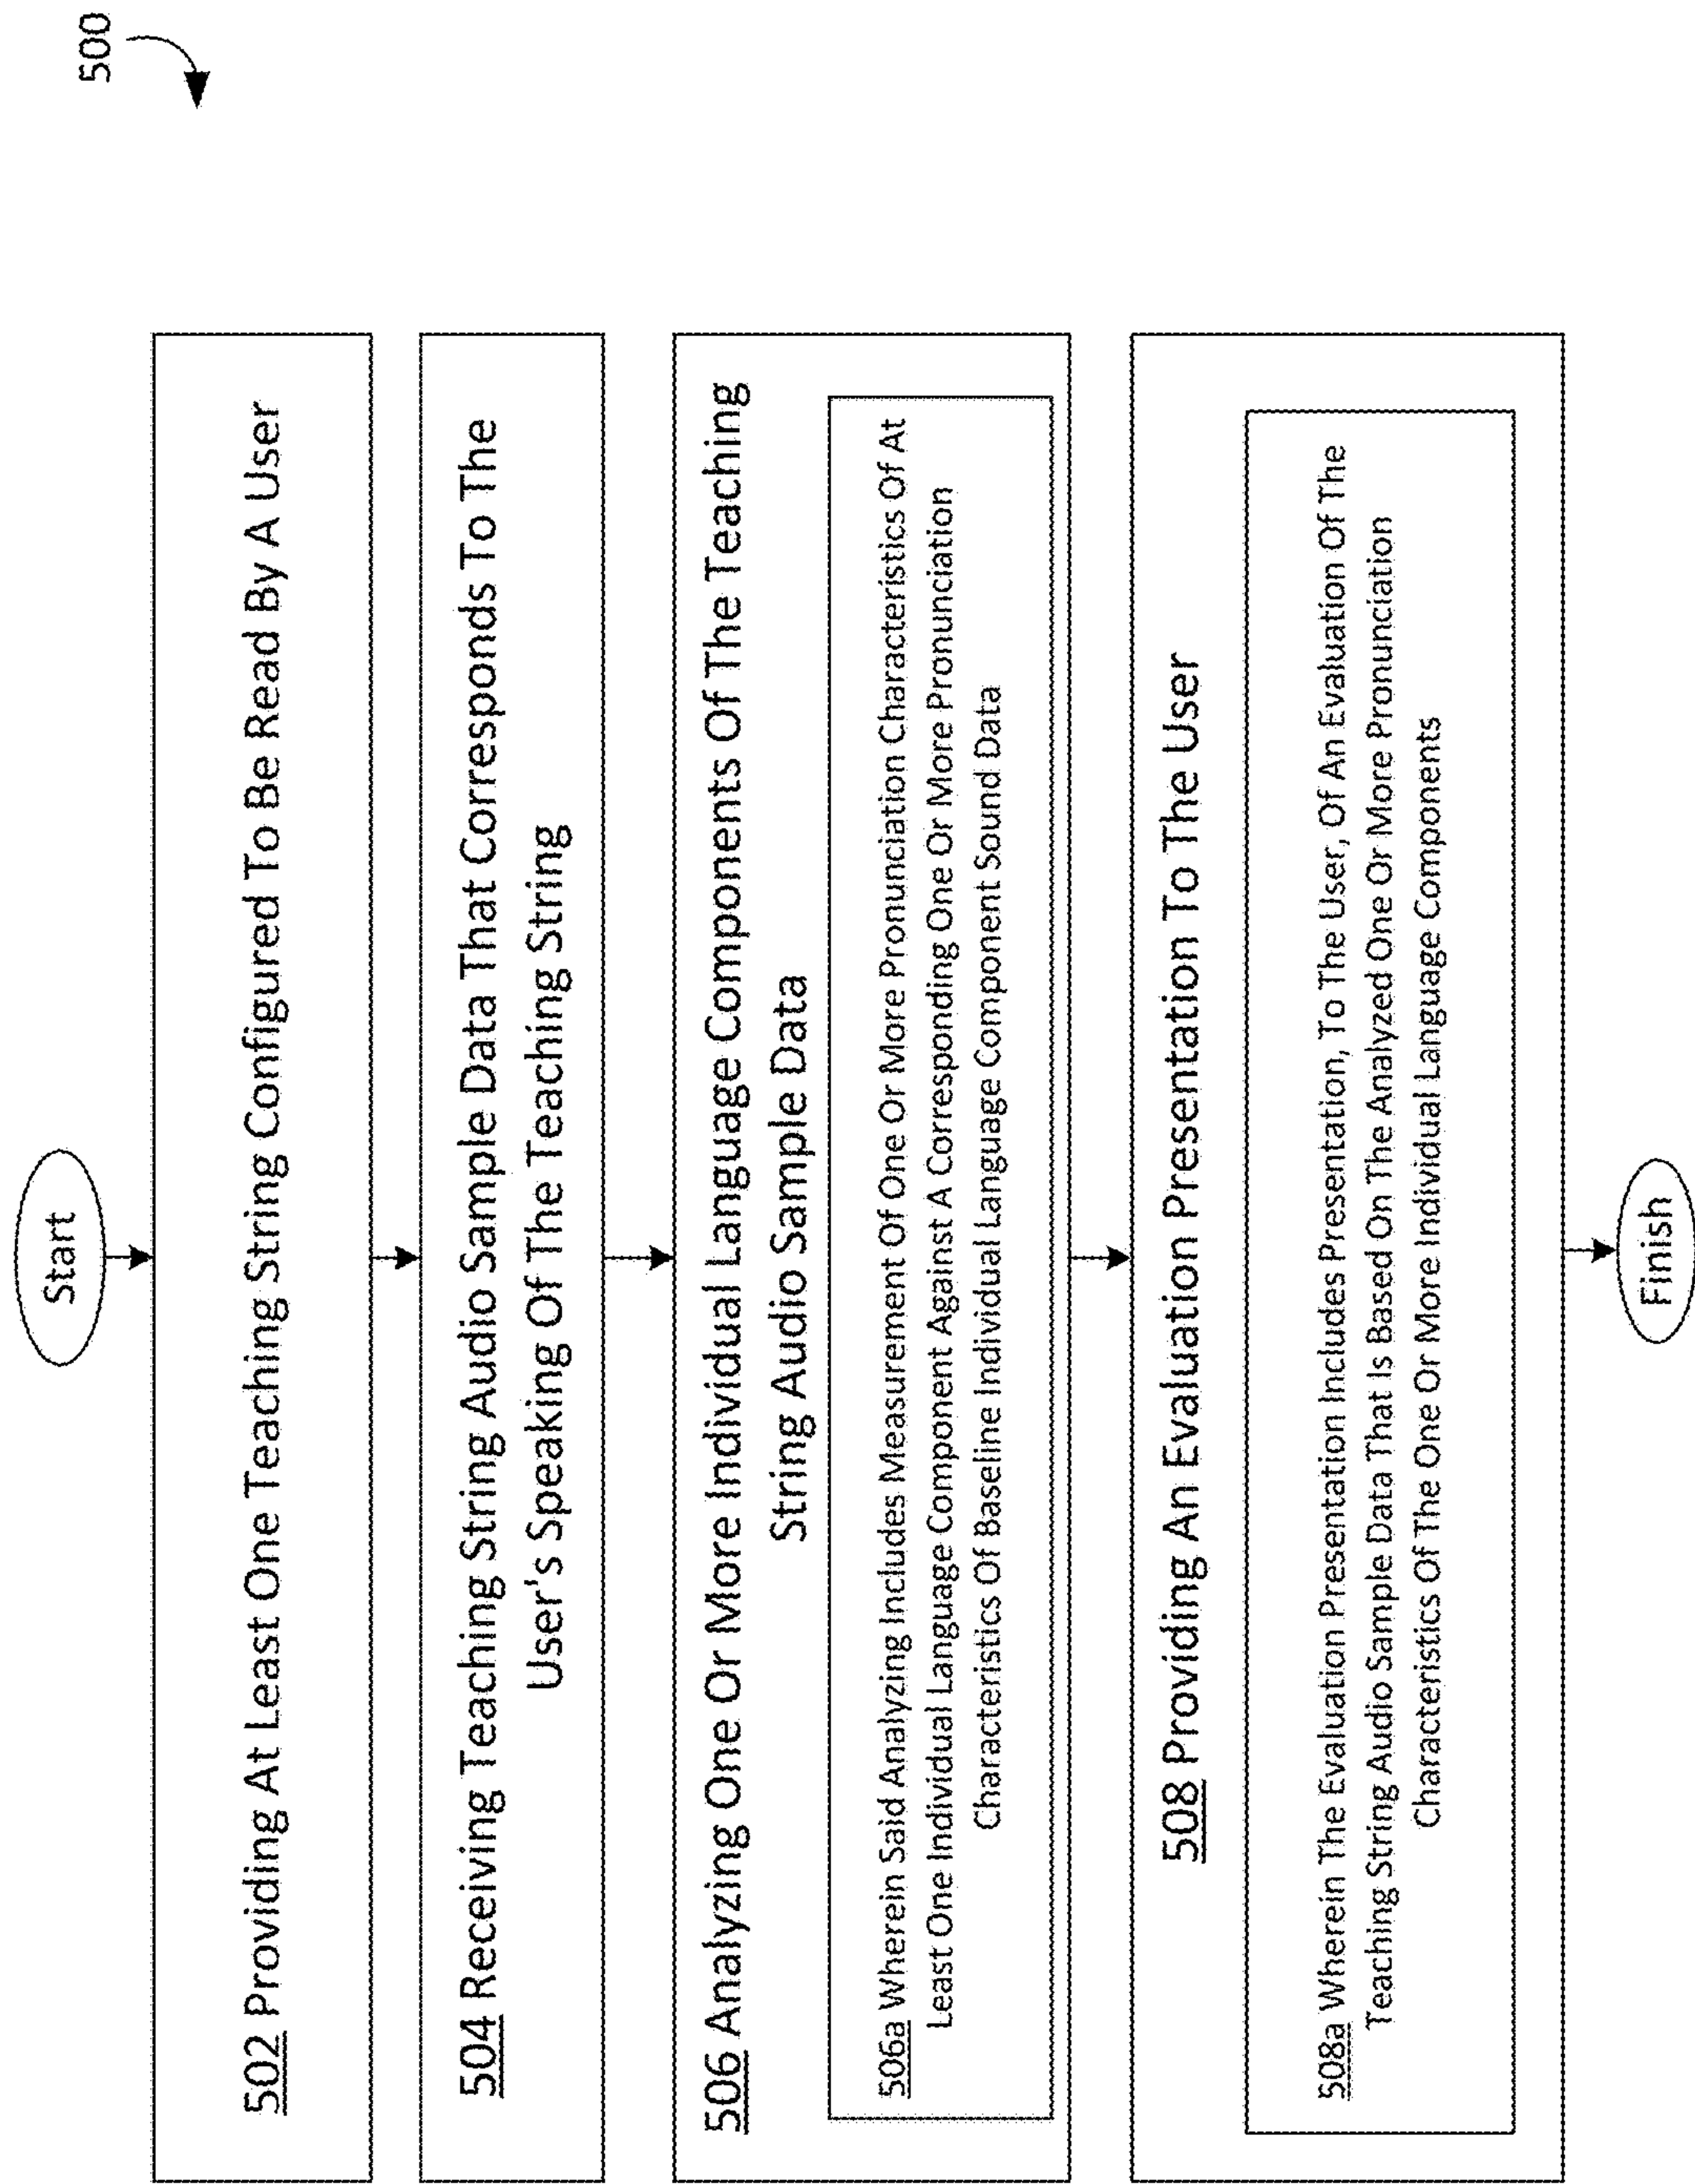 500
Start
502 Providing At Least One Teaching String Configured To Be Read By A User
504 Receiving Teaching String Audio Sample Data That Corresponds To The
User's Speaking Of The Teaching String
506 Analyzing One Or More Individual Language Components Of The Teaching
String Audio Sample Data
506a Wherein Said Analyzing Includes Measurement Of One Or More Pronunciation Characteristics Of At
Least One Individual Language Component Against A Corresponding One Or More Pronunciation
Characteristics Of Baseline Individual Language Component Sound Data
508 Providing An Evaluation Presentation To The User
508a Wherein The Evaluation Presentation Includes Presentation, To The User, Of An Evaluation Of The
Teaching String Audio Sample Data That Is Based On The Analyzed One Or More Pronunciation
Characteristics Of The One Or More Individual Language Components
Finish